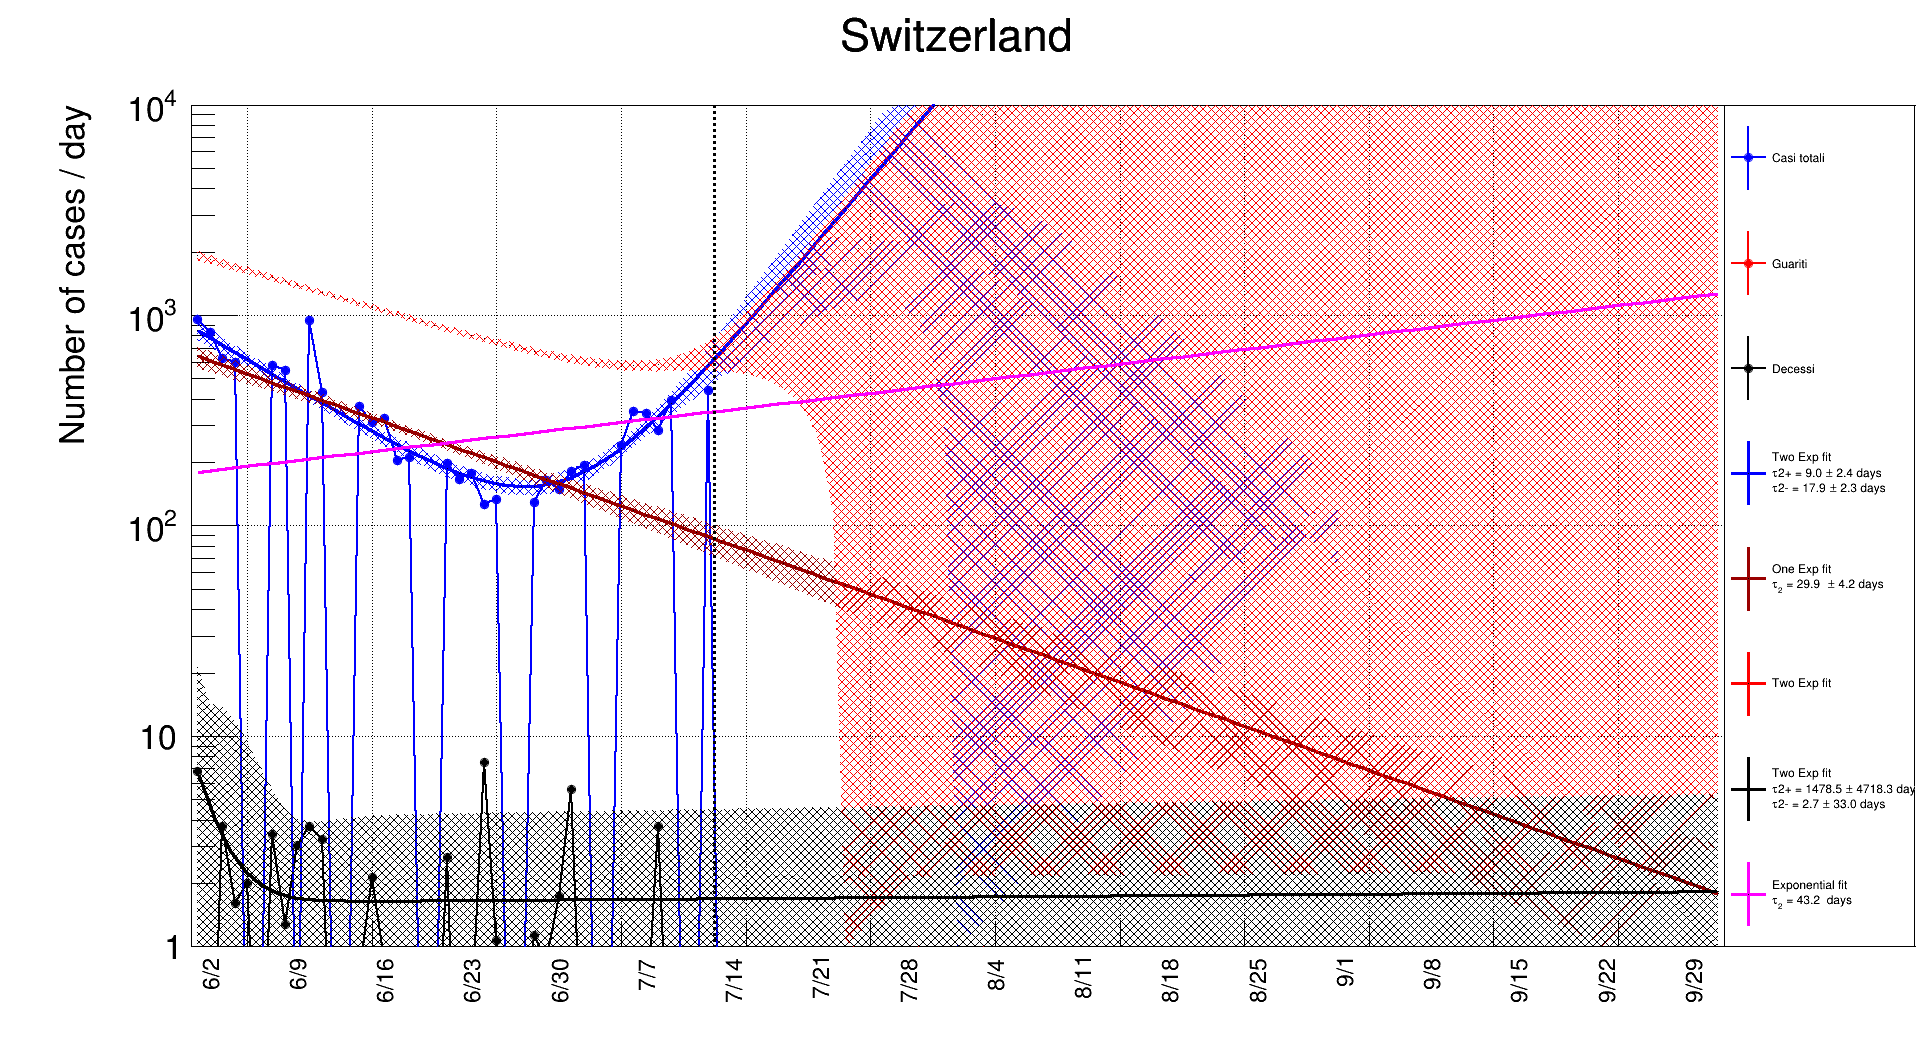 Switzerland
Number of cases / day
10^4
10^3
10^2
10
1
6/2
6/9
6/16
6/23
6/30
7/7
7/14
7/21
7/28
8/4
8/11
8/18
8/25
9/1
9/8
9/15
9/22
9/29
Casi totali
Guariti
Decessi
Two Exp fit
τ2+ = 9.0 ± 2.4 days
τ2- = 17.9 ± 2.3 days
One Exp fit
τ₂ = 29.9 ± 4.2 days
Two Exp fit
Two Exp fit
τ2+ = 1478.5 ± 4718.3 day
τ2- = 2.7 ± 33.0 days
Exponential fit
τ₂ = 43.2 days